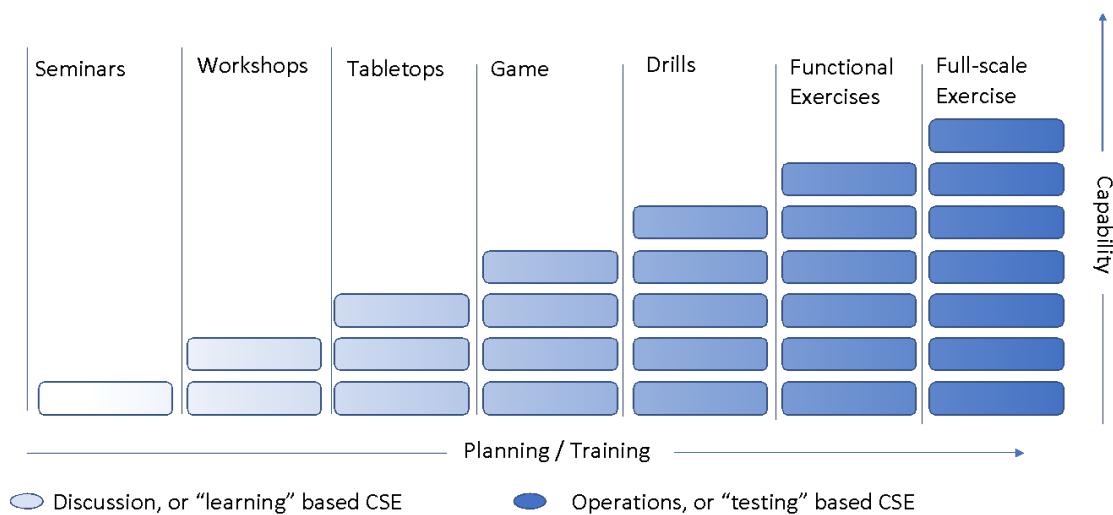 Seminars
Workshops
Tabletops
Game
Drills
Functional
Exercises
Full-scale
Exercise
Capability
Planning / Training
Discussion, or “learning” based CSE
Operations, or “testing” based CSE